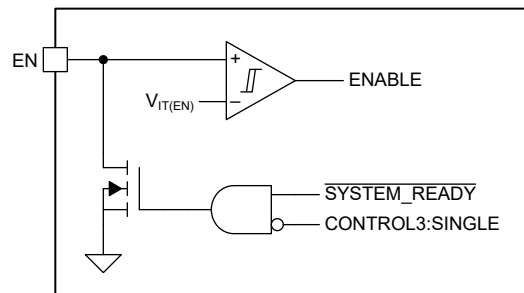 EN
ENABLE
V_IT(EN)
SYSTEM_READY
CONTROL3:SINGLE